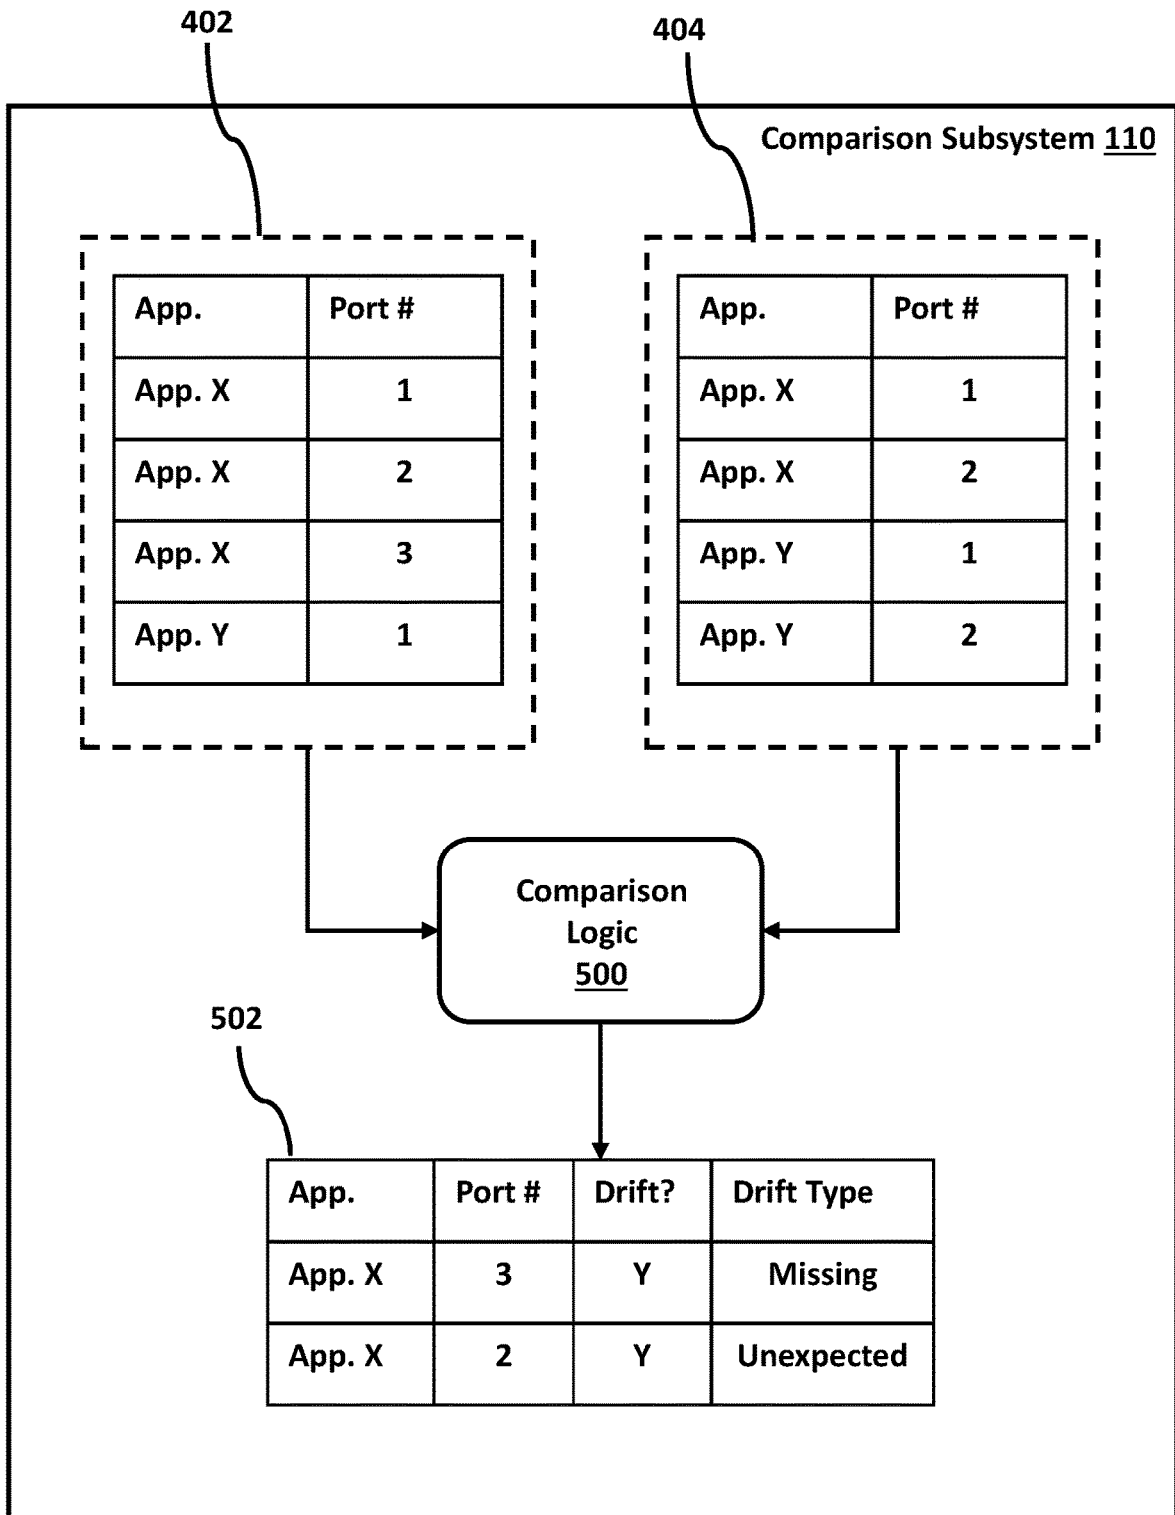 402
404
Comparison Subsystem 110
App. Port #
App. X 1
App. X 2
App. X 3
App. Y 1
App. Port #
App. X 1
App. X 2
App. Y 1
App. Y 2
Comparison
Logic
500
502
App. Port # Drift? Drift Type
App. X 3 Y Missing
App. X 2 Y Unexpected